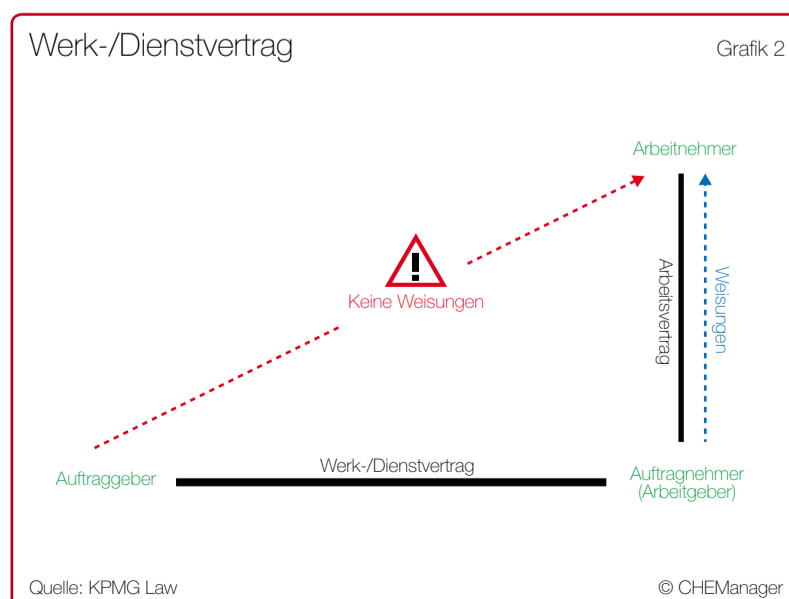 Werk-/Dienstvertrag
Grafik 2
Arbeitnehmer
Keine Weisungen
Arbeitsvertrag
Weisungen
Werk-/Dienstvertrag
Auftraggeber
Auftragnehmer
(Arbeitgeber)
Quelle: KPMG Law
© CHEManager